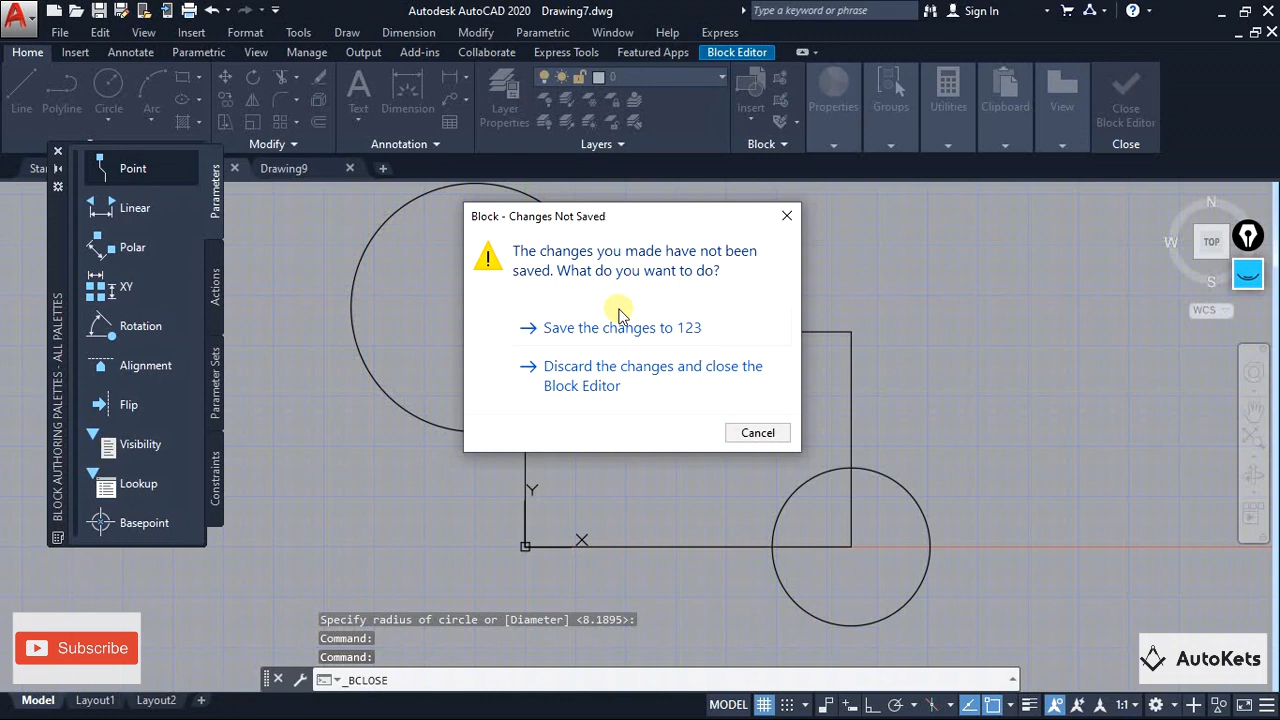 Autodesk AutoCAD 2020 Drawing7.dwg
Type a keyword or phrase
Sign In
File Edit View Insert Format Tools Draw Dimension Modify Parametric Window Help Express
Home Insert Annotate Parametric View Manage Output Add-ins Collaborate Express Tools Featured Apps Block Editor
Line Polyline Circle Arc
Text Dimension
Layer Properties
0
Insert
Properties Groups Utilities Clipboard View
Close Block Editor
Modify Annotation Layers Block Close
Drawing9
Point
Linear
Polar
XY
Rotation
Alignment
Flip
Visibility
Lookup
Basepoint
Parameters
Actions
Parameter Sets
Constraints
BLOCK AUTHORING PALETTES - ALL PALETTES
Block - Changes Not Saved
The changes you made have not been
saved. What do you want to do?
Save the changes to 123
Discard the changes and close the
Block Editor
Cancel
N
W
TOP
S
WCS
Y
X
Specify radius of circle or [Diameter] <8.1895>:
Command:
Command:
_BCLOSE
Subscribe
AutoKets
Model Layout1 Layout2
MODEL
1:1